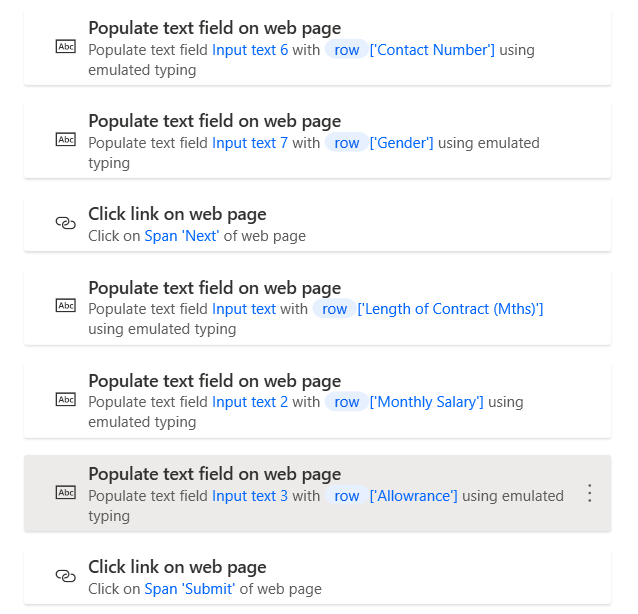 Populate text field on web page
Abc
Populate text field Input text 6 with row ['Contact Number'] using
emulated typing
Populate text field on web page
Abc
Populate text field Input text 7 with row ['Gender'] using emulated
typing
Click link on web page
Click on Span 'Next' of web page
Populate text field on web page
Abc
Populate text field Input text with row ['Length of Contract (Mths)']
using emulated typing
Populate text field on web page
Abc
Populate text field Input text 2 with row ['Monthly Salary'] using
emulated typing
Populate text field on web page
Abc
Populate text field Input text 3 with row ['Allowrance'] using emulated
typing
Click link on web page
Click on Span 'Submit' of web page